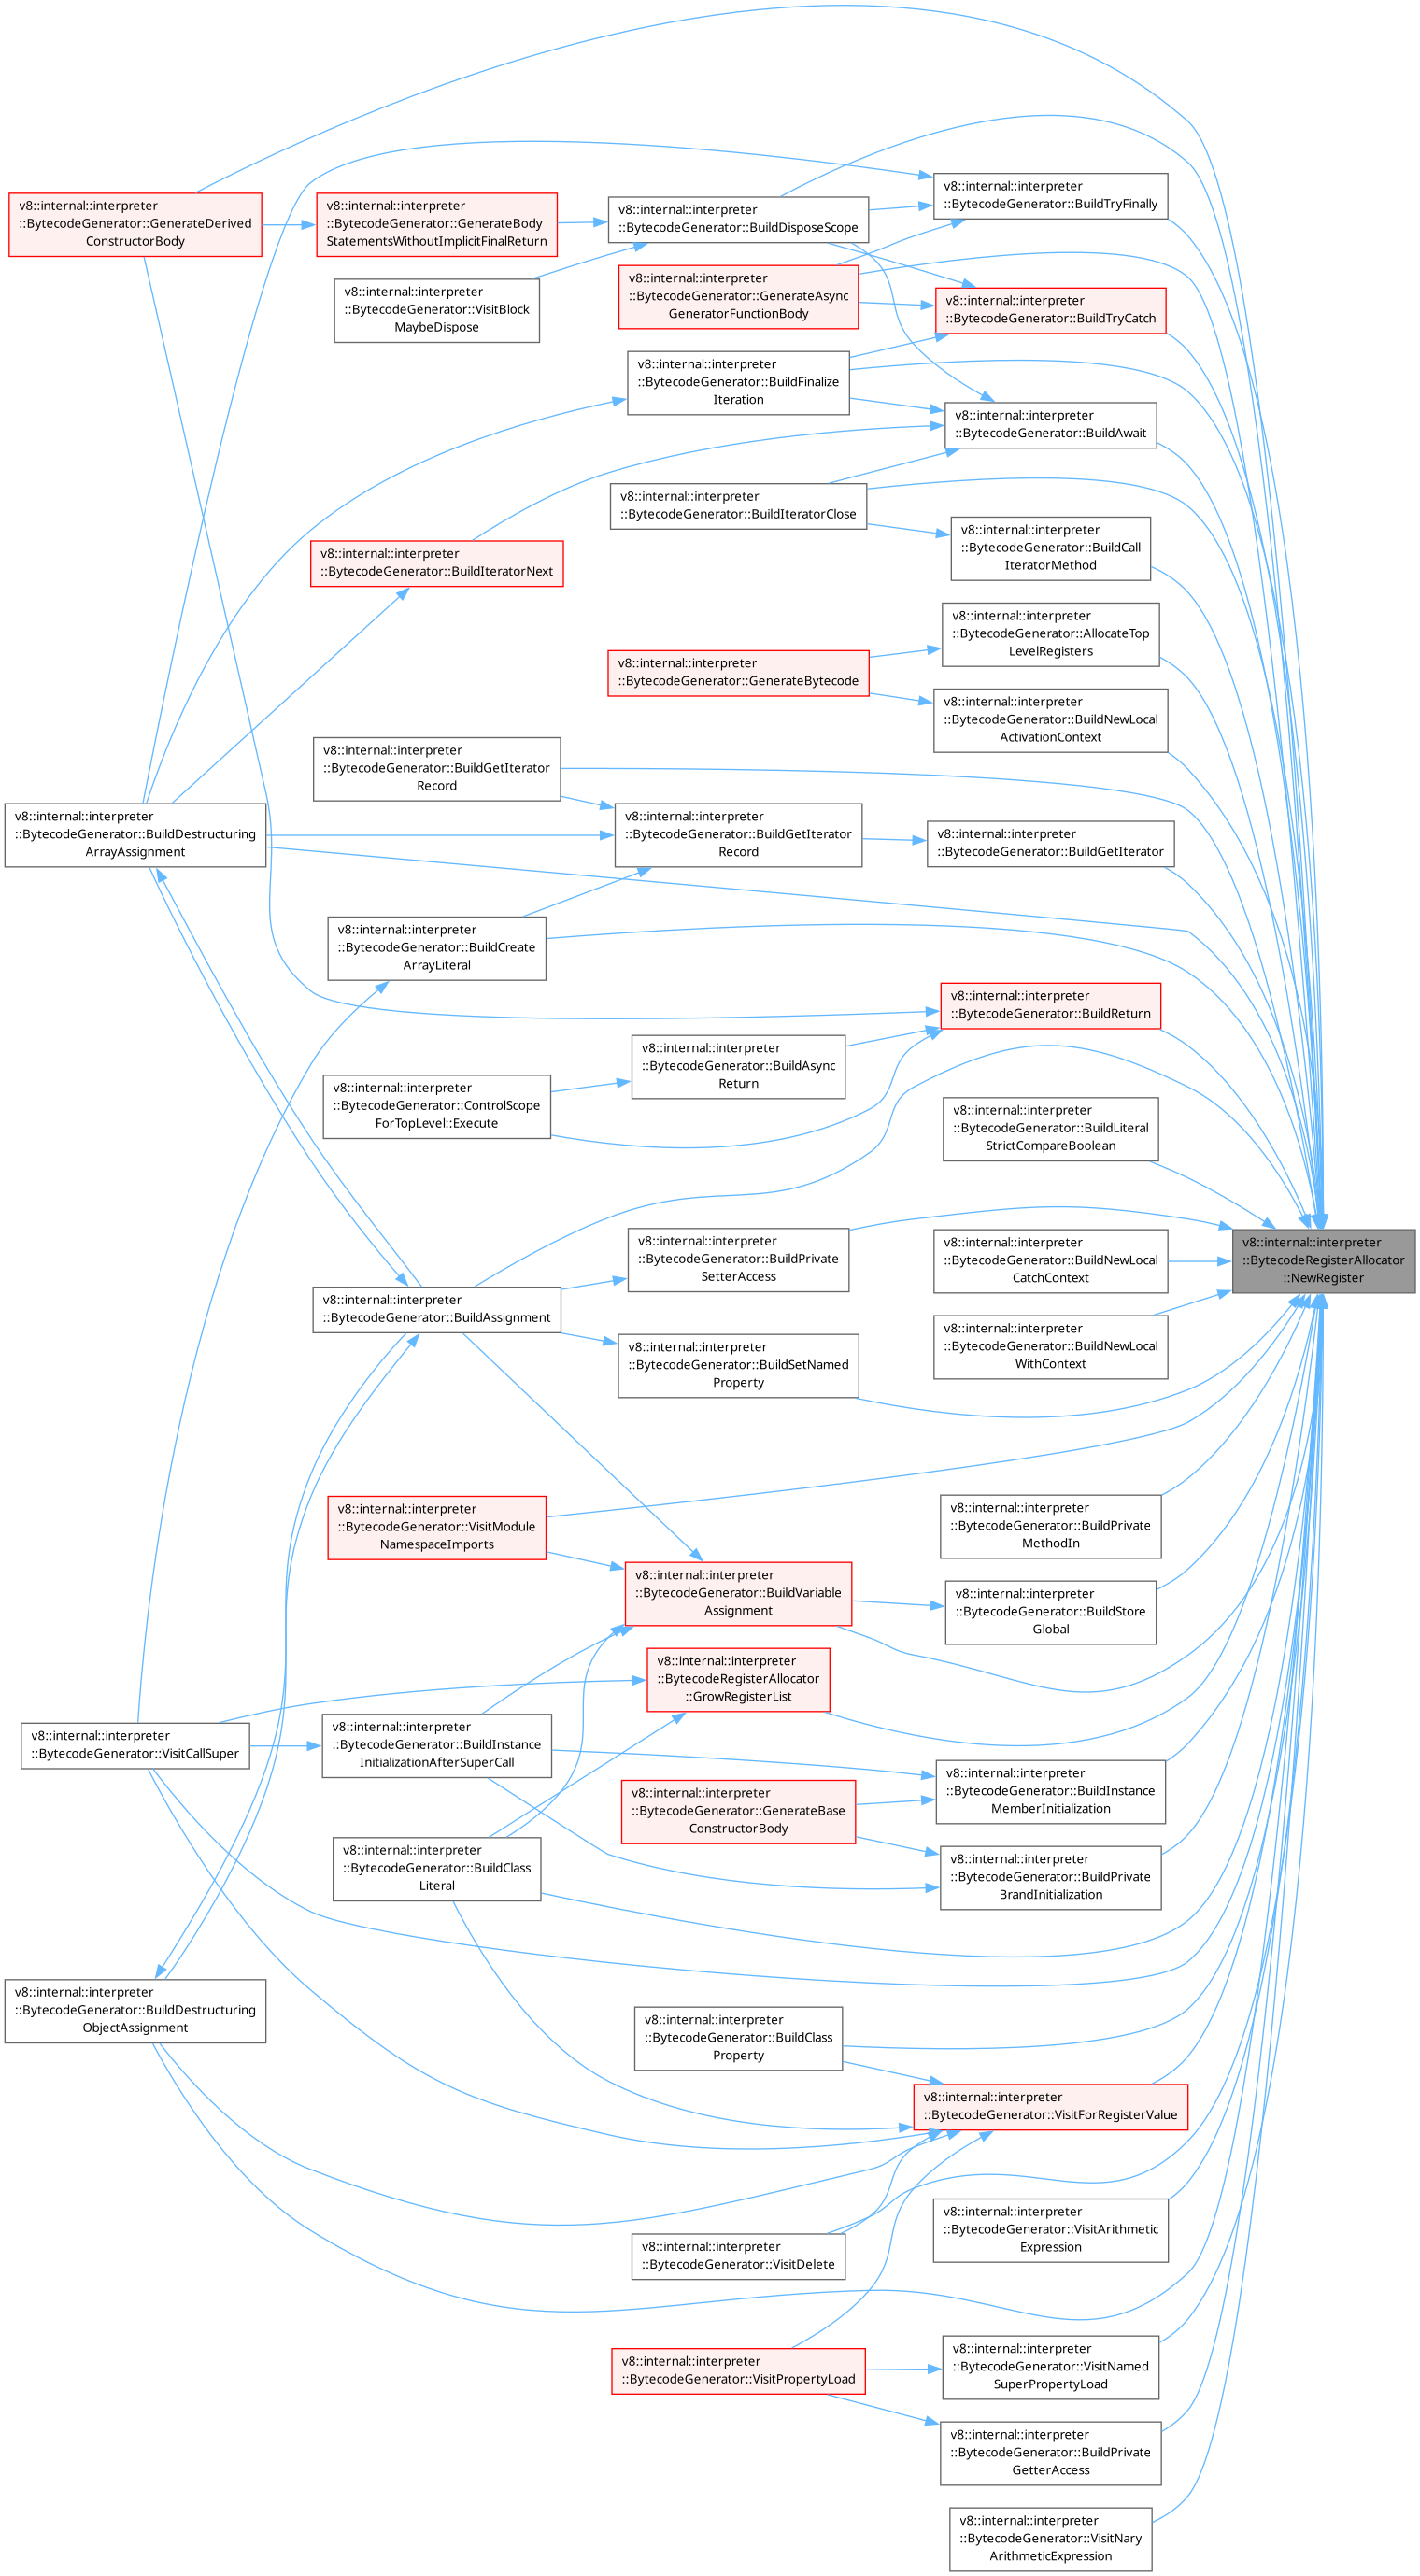 v8::internal::interpreter
::BytecodeGenerator::GenerateDerived
ConstructorBody
v8::internal::interpreter
::BytecodeGenerator::GenerateBody
StatementsWithoutImplicitFinalReturn
v8::internal::interpreter
::BytecodeGenerator::BuildDisposeScope
v8::internal::interpreter
::BytecodeGenerator::BuildTryFinally
v8::internal::interpreter
::BytecodeGenerator::VisitBlock
MaybeDispose
v8::internal::interpreter
::BytecodeGenerator::GenerateAsync
GeneratorFunctionBody
v8::internal::interpreter
::BytecodeGenerator::BuildTryCatch
v8::internal::interpreter
::BytecodeGenerator::BuildFinalize
Iteration
v8::internal::interpreter
::BytecodeGenerator::BuildAwait
v8::internal::interpreter
::BytecodeGenerator::BuildIteratorClose
v8::internal::interpreter
::BytecodeGenerator::BuildCall
IteratorMethod
v8::internal::interpreter
::BytecodeGenerator::BuildIteratorNext
v8::internal::interpreter
::BytecodeGenerator::AllocateTop
LevelRegisters
v8::internal::interpreter
::BytecodeGenerator::GenerateBytecode
v8::internal::interpreter
::BytecodeGenerator::BuildNewLocal
ActivationContext
v8::internal::interpreter
::BytecodeGenerator::BuildGetIterator
Record
v8::internal::interpreter
::BytecodeGenerator::BuildDestructuring
ArrayAssignment
v8::internal::interpreter
::BytecodeGenerator::BuildGetIterator
Record
v8::internal::interpreter
::BytecodeGenerator::BuildGetIterator
v8::internal::interpreter
::BytecodeGenerator::BuildCreate
ArrayLiteral
v8::internal::interpreter
::BytecodeGenerator::BuildReturn
v8::internal::interpreter
::BytecodeGenerator::BuildAsync
Return
v8::internal::interpreter
::BytecodeGenerator::ControlScope
ForTopLevel::Execute
v8::internal::interpreter
::BytecodeGenerator::BuildLiteral
StrictCompareBoolean
v8::internal::interpreter
::BytecodeGenerator::BuildPrivate
SetterAccess
v8::internal::interpreter
::BytecodeGenerator::BuildNewLocal
CatchContext
v8::internal::interpreter
::BytecodeRegisterAllocator
::NewRegister
v8::internal::interpreter
::BytecodeGenerator::BuildAssignment
v8::internal::interpreter
::BytecodeGenerator::BuildSetNamed
Property
v8::internal::interpreter
::BytecodeGenerator::BuildNewLocal
WithContext
v8::internal::interpreter
::BytecodeGenerator::VisitModule
NamespaceImports
v8::internal::interpreter
::BytecodeGenerator::BuildPrivate
MethodIn
v8::internal::interpreter
::BytecodeGenerator::BuildVariable
Assignment
v8::internal::interpreter
::BytecodeGenerator::BuildStore
Global
v8::internal::interpreter
::BytecodeRegisterAllocator
::GrowRegisterList
v8::internal::interpreter
::BytecodeGenerator::VisitCallSuper
v8::internal::interpreter
::BytecodeGenerator::BuildInstance
InitializationAfterSuperCall
v8::internal::interpreter
::BytecodeGenerator::BuildInstance
MemberInitialization
v8::internal::interpreter
::BytecodeGenerator::GenerateBase
ConstructorBody
v8::internal::interpreter
::BytecodeGenerator::BuildClass
Literal
v8::internal::interpreter
::BytecodeGenerator::BuildPrivate
BrandInitialization
v8::internal::interpreter
::BytecodeGenerator::BuildDestructuring
ObjectAssignment
v8::internal::interpreter
::BytecodeGenerator::BuildClass
Property
v8::internal::interpreter
::BytecodeGenerator::VisitForRegisterValue
v8::internal::interpreter
::BytecodeGenerator::VisitArithmetic
Expression
v8::internal::interpreter
::BytecodeGenerator::VisitDelete
v8::internal::interpreter
::BytecodeGenerator::VisitPropertyLoad
v8::internal::interpreter
::BytecodeGenerator::VisitNamed
SuperPropertyLoad
v8::internal::interpreter
::BytecodeGenerator::BuildPrivate
GetterAccess
v8::internal::interpreter
::BytecodeGenerator::VisitNary
ArithmeticExpression